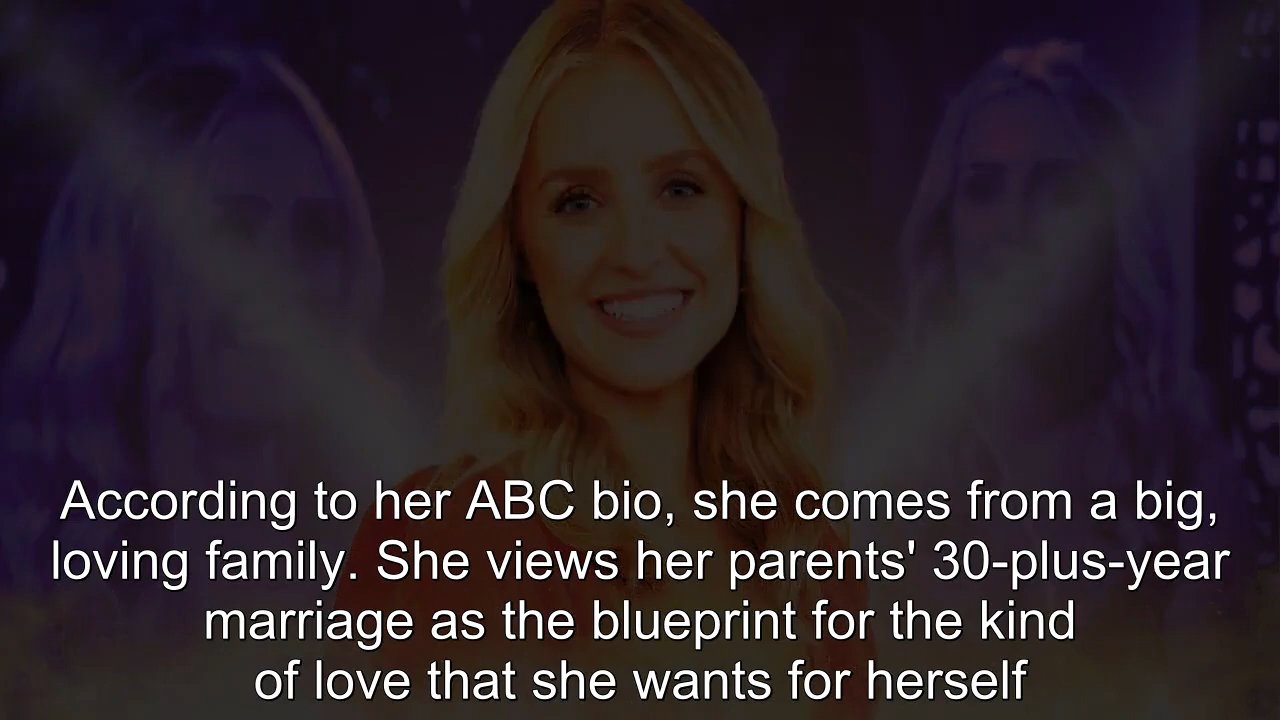 According to her ABC bio, she comes from a big,
loving family. She views her parents' 30-plus-year
marriage as the blueprint for the kind
of love that she wants for herself